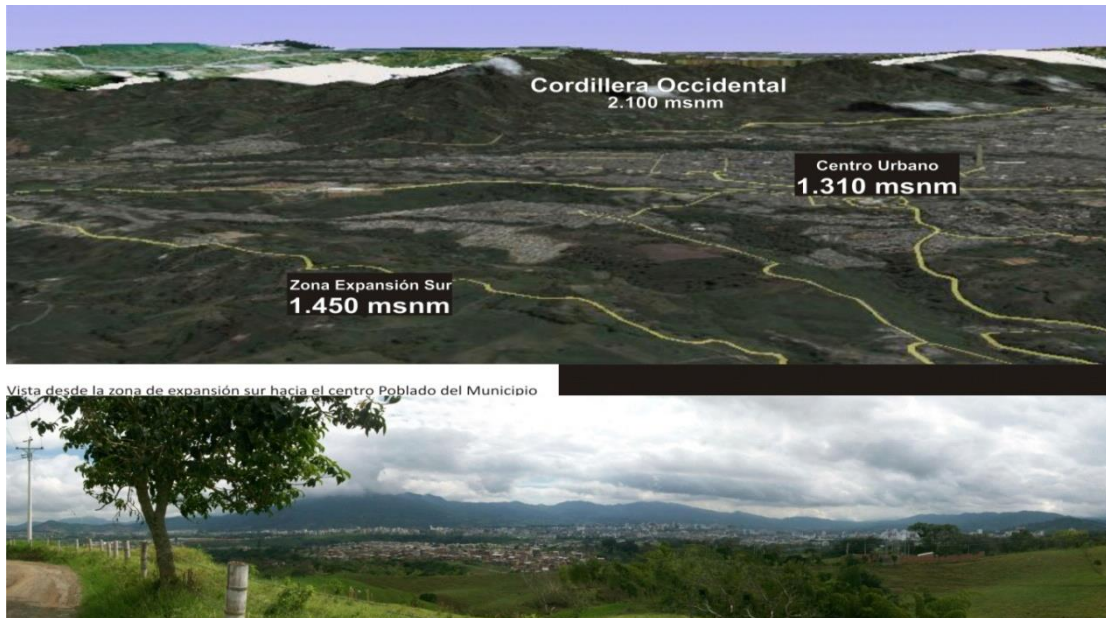 Cordillera Occidental
2.100 msnm
Centro Urbano
1.310 msnm
Zona Expansión Sur
1.450 msnm
Vista desde la zona de expansión sur hacia el centro Poblado del Municipio